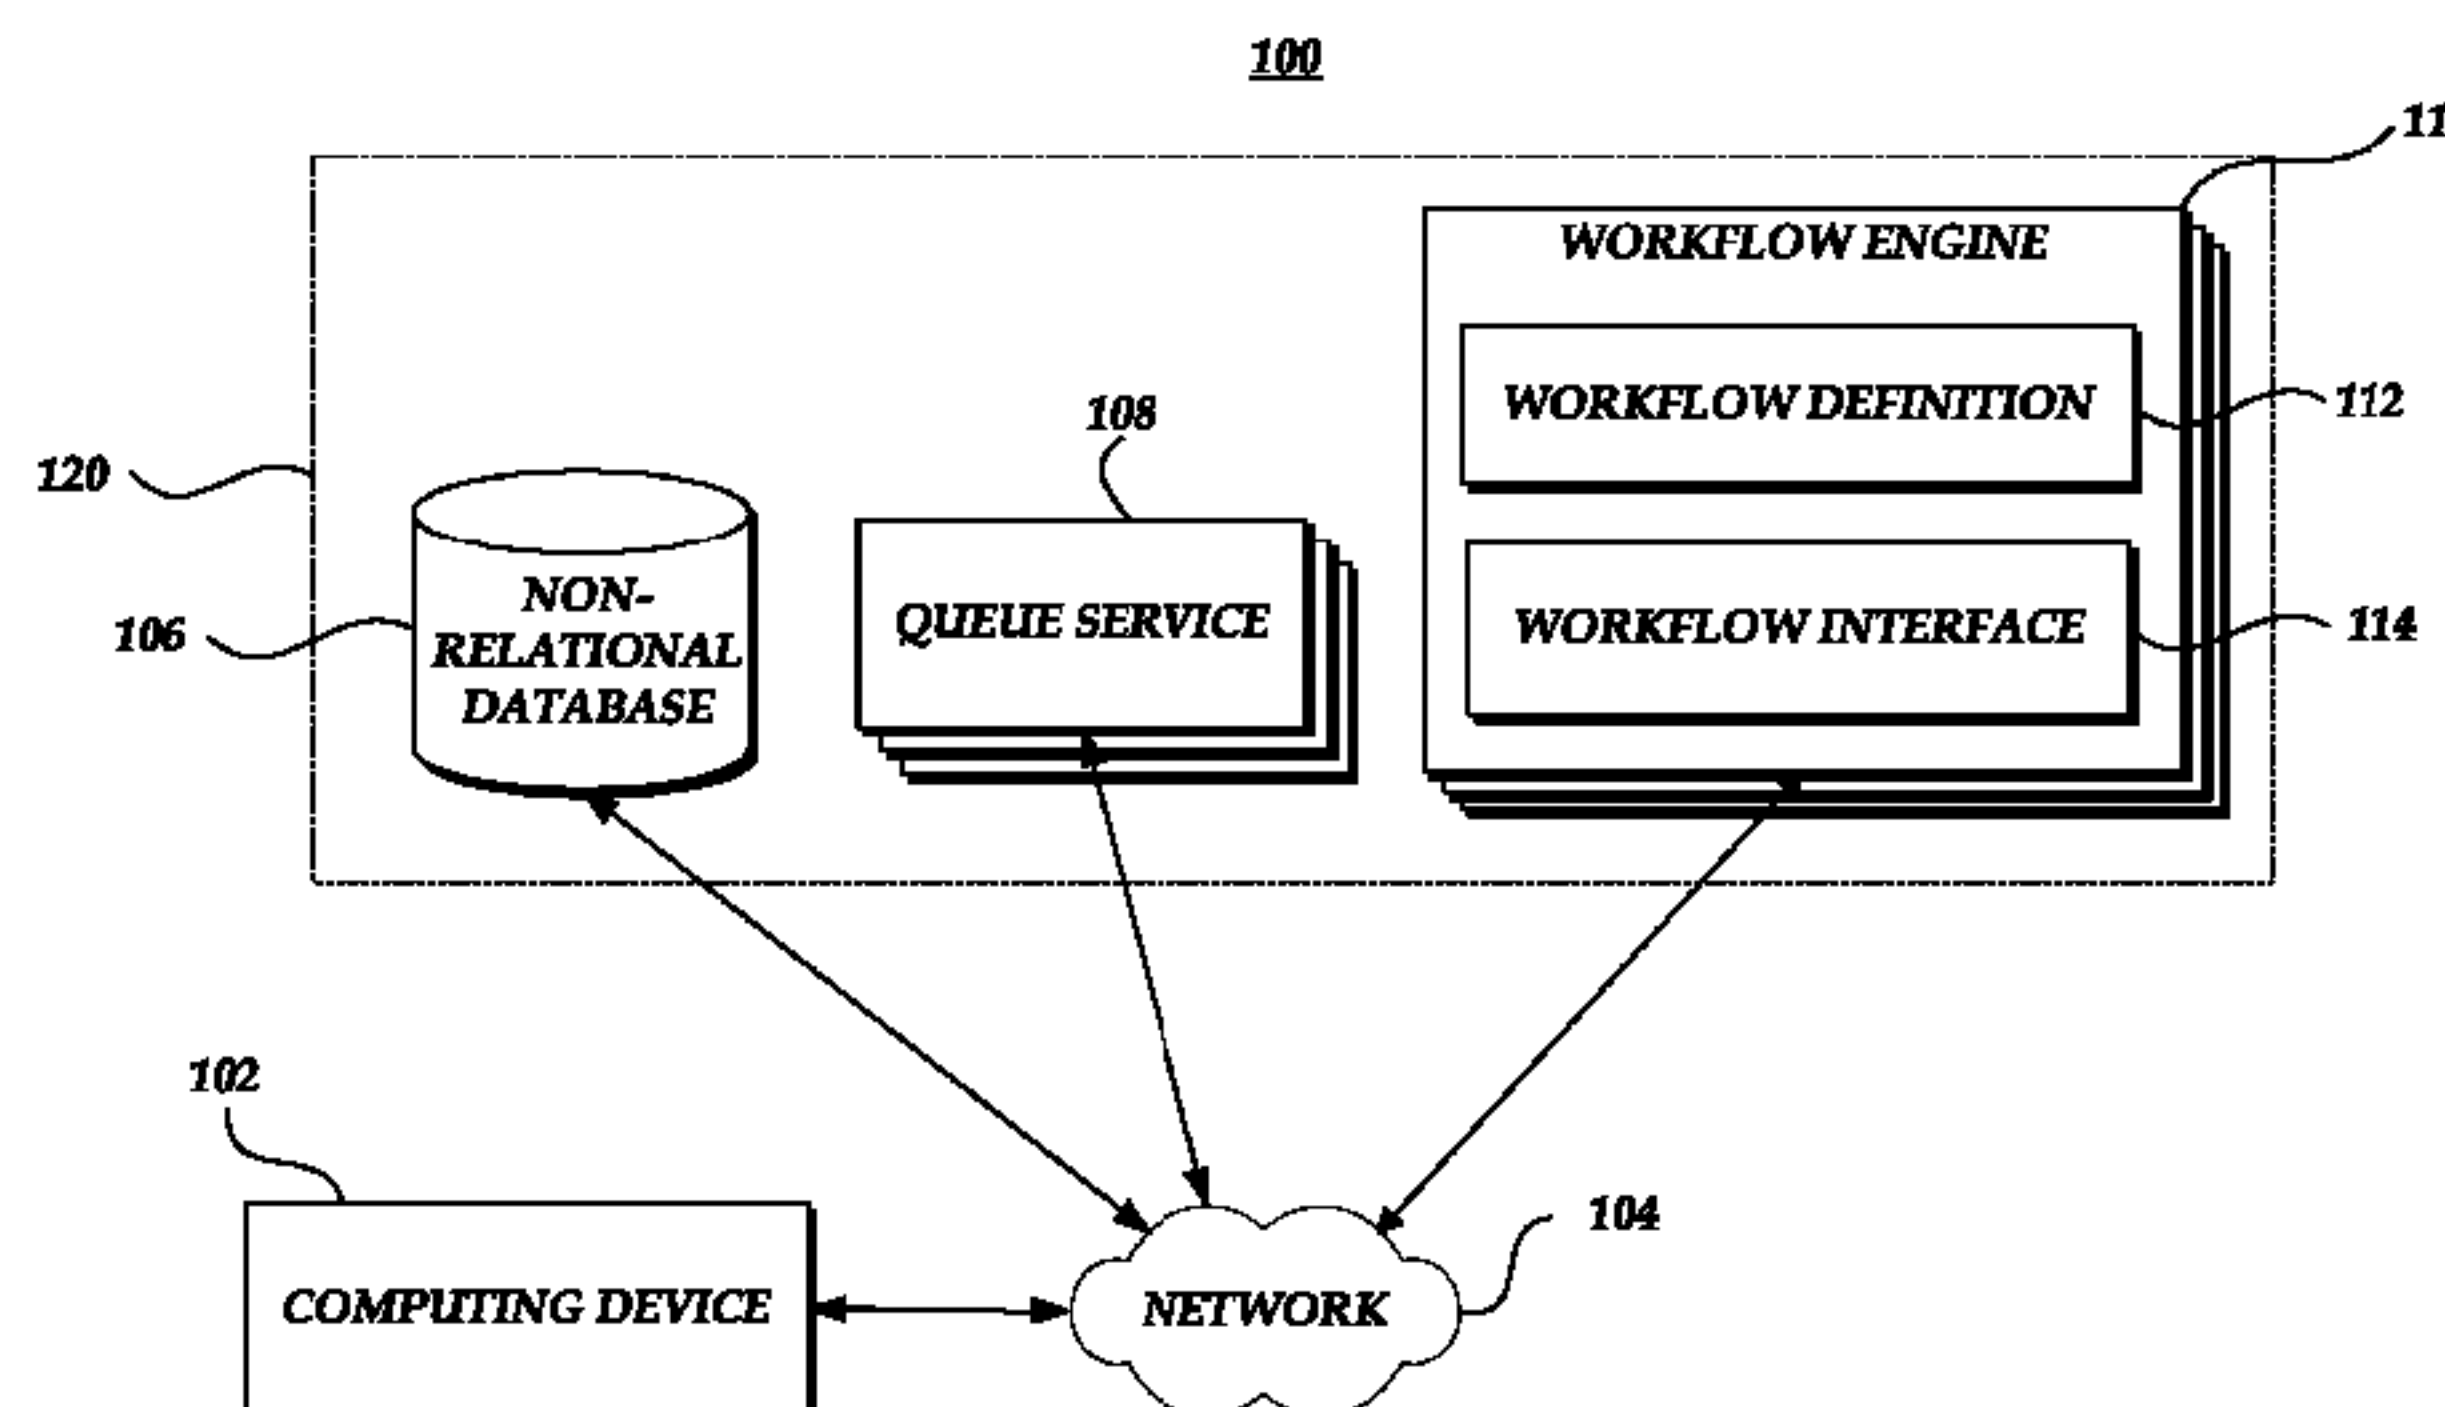 100
11
WORKFLOW ENGINE
WORKFLOW DEFINITION
112
108
120
NON-
RELATIONAL
DATABASE
106
QUEUE SERVICE
WORKFLOW INTERFACE
114
102
104
COMPUTING DEVICE
NETWORK